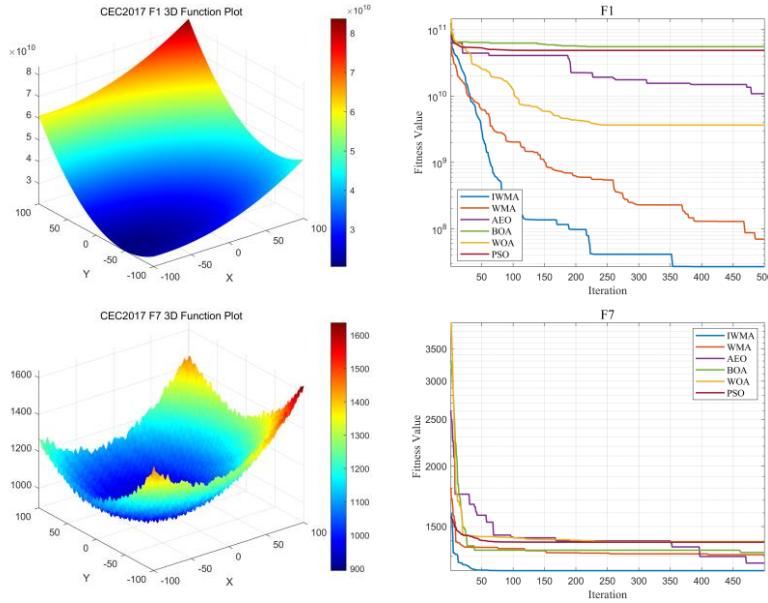 CEC2017 F1 3D Function Plot
×10^10
×10^10
8
7
6
5
4
3
100
50
0
-50
-100
Y
-100
-50
0
50
100
X
8
7
6
5
4
3
F1
Fitness Value
10^11
10^10
10^9
10^8
IWMA
WMA
AEO
BOA
WOA
PSO
50 100 150 200 250 300 350 400 450 500
Iteration
CEC2017 F7 3D Function Plot
1600
1400
1200
1000
100
50
0
-50
-100
Y
-100
-50
0
50
100
X
1600
1500
1400
1300
1200
1100
1000
900
F7
Fitness Value
3500
3000
2500
2000
1500
IWMA
WMA
AEO
BOA
WOA
PSO
50 100 150 200 250 300 350 400 450 500
Iteration